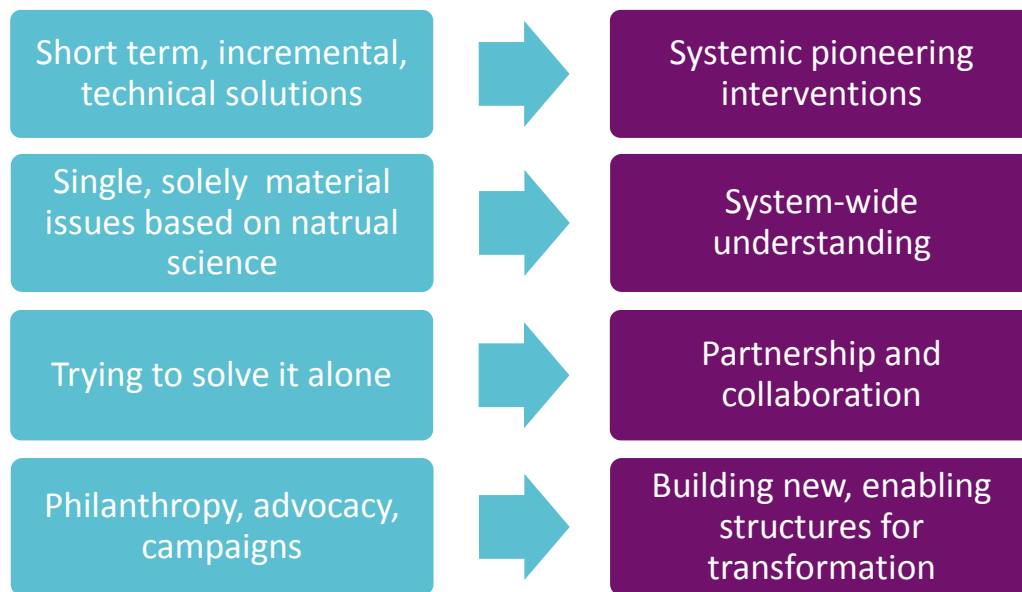 Short term, incremental,
technical solutions
Systemic pioneering
interventions
Single, solely  material
issues based on natrual
science
System-wide
understanding
Trying to solve it alone
Partnership and
collaboration
Philanthropy, advocacy,
campaigns
Building new, enabling
structures for
transformation